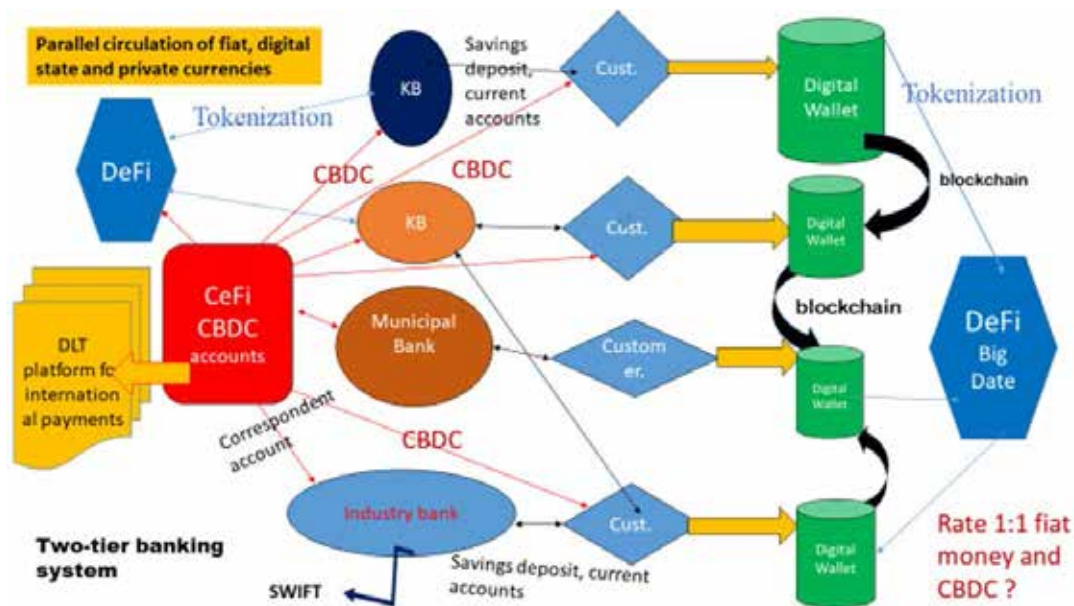 Parallel circulation of fiat, digital
state and private currencies
KB
Savings
deposit,
current
accounts
Cust.
Digital
Wallet
Tokenization
Tokenization
DeFi
CBDC
CBDC
blockchain
KB
Cust.
Digital
Wallet
CeFi
CBDC
accounts
Municipal
Bank
Custom
er.
blockchain
Digital
Wallet
DeFi
Big
Date
DLT
platform fo
internation
al payments
Correspondent
account
CBDC
Industry bank
Cust.
Digital
Wallet
Rate 1:1 fiat
money and
CBDC ?
Two-tier banking
system
SWIFT
Savings deposit, current
accounts